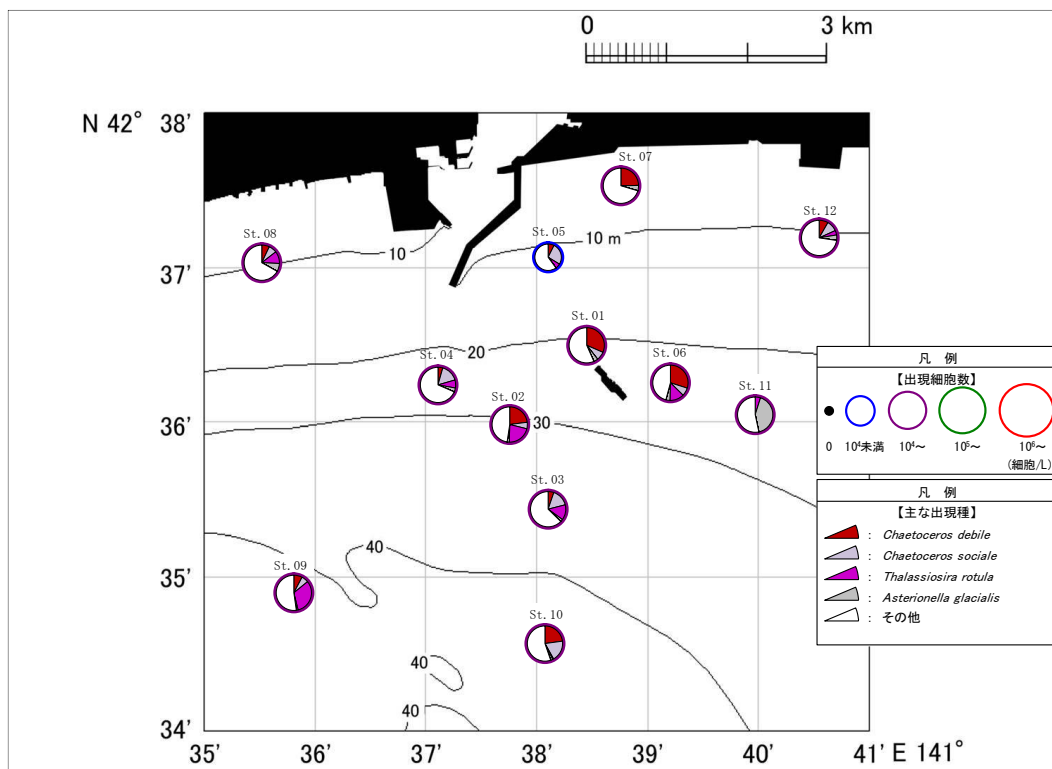 0 3 km
N 42° 38'
St.07
St.12
St.08
St.05
10
10 m
37'
St.01
St.04
20
St.06
St.02
St.11
36'
30
St.03
40
St.09
35'
St.10
40
40
34'
35' 36' 37' 38' 39' 40' 41' E 141°
凡 例
【出現細胞数】
0 10⁴未満 10⁴～ 10⁵～ 10⁶～
(細胞/L)
凡 例
【主な出現種】
: Chaetoceros debile
: Chaetoceros sociale
: Thalassiosira rotula
: Asterionella glacialis
: その他